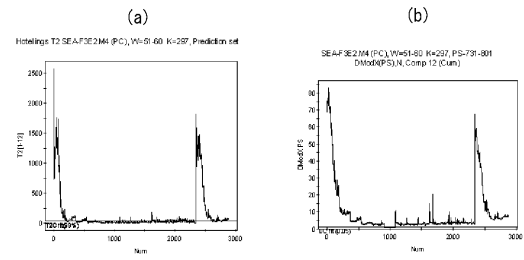 (a)
Hotellings T2 SEA-F3E2.M4 (PC), W=51-60 K=297, Prediction set
2500
2000
1500
1000
500
0
T2[1-12]
T2Crit(99%)
0
1000
2000
3000
Num
(b)
SEA-F3E2.M4 (PC), W=51-60 K=297, PS-731-801
DModX(PS),N, Comp 12 (Cum)
80
70
60
50
40
30
20
10
0
DModX PS
0
1000
2000
3000
Num